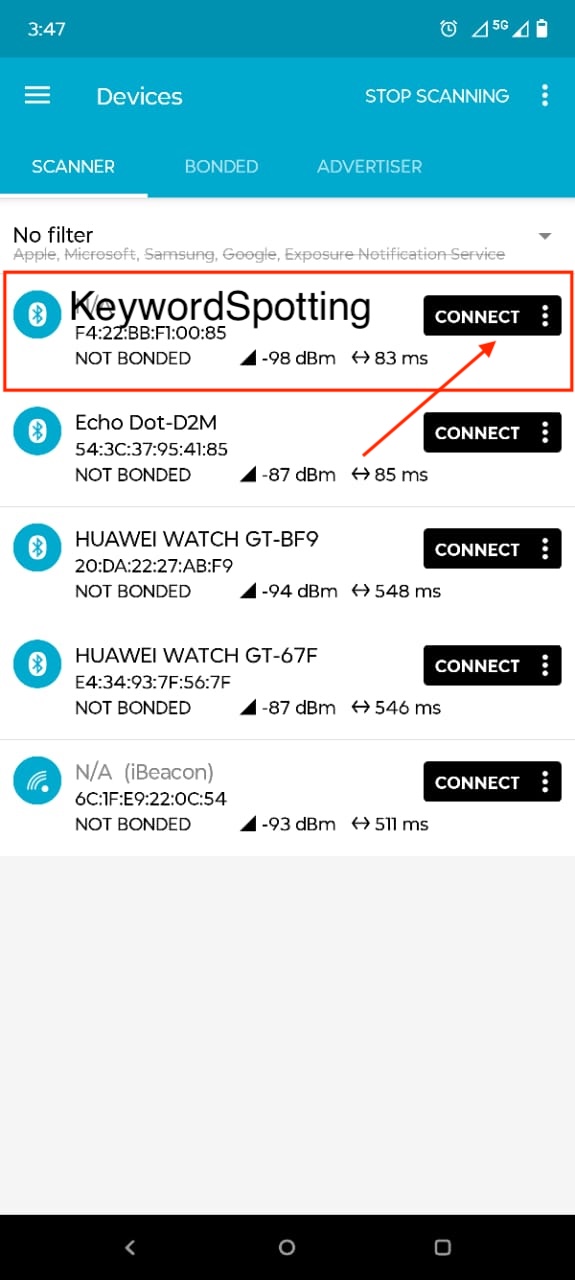 3:47
5G
Devices
STOP SCANNING
SCANNER
BONDED
ADVERTISER
No filter
Apple, Microsoft, Samsung, Google, Exposure Notification Service
N/A
KeywordSpotting
CONNECT
F4:22:BB:F1:00:85
NOT BONDED -98 dBm 83 ms
Echo Dot-D2M
CONNECT
54:3C:37:95:41:85
NOT BONDED -87 dBm 85 ms
HUAWEI WATCH GT-BF9
CONNECT
20:DA:22:27:AB:F9
NOT BONDED -94 dBm 548 ms
HUAWEI WATCH GT-67F
CONNECT
E4:34:93:7F:56:7F
NOT BONDED -87 dBm 546 ms
N/A (iBeacon)
CONNECT
6C:1F:E9:22:0C:54
NOT BONDED -93 dBm 511 ms